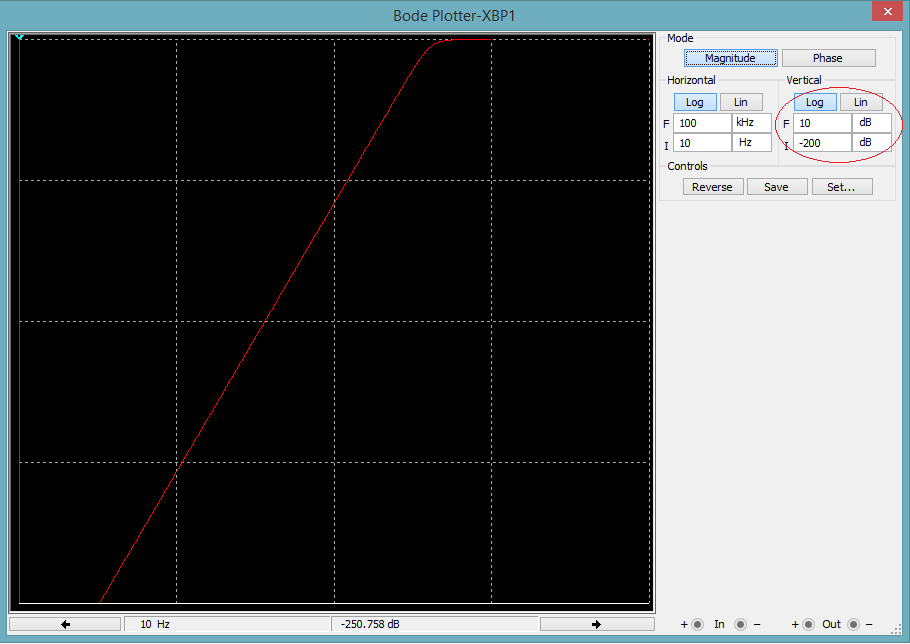 Bode Plotter-XBP1
Mode
Magnitude Phase
Horizontal Vertical
Log Lin Log Lin
F 100 kHz F 10 dB
I 10 Hz I -200 dB
Controls
Reverse Save Set...
10 Hz -250.758 dB + In - + Out -